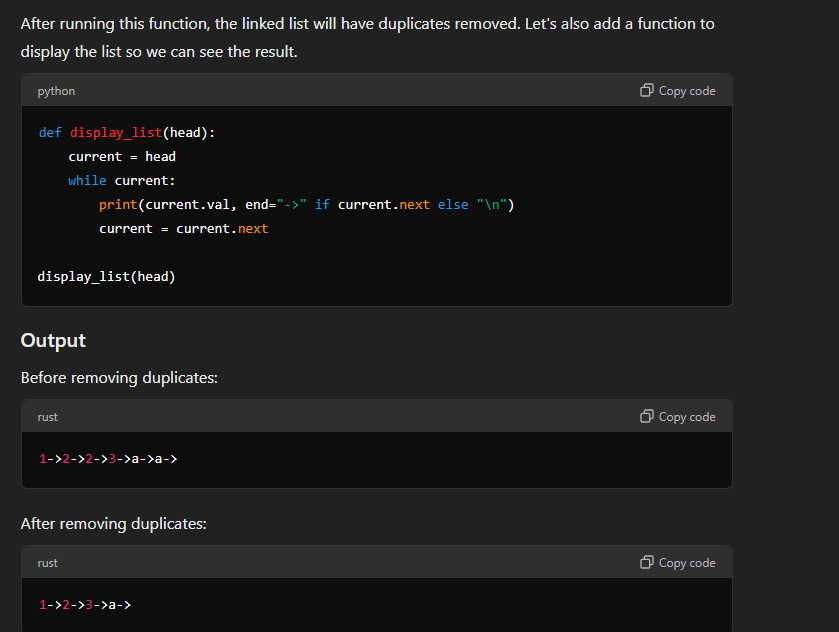 After running this function, the linked list will have duplicates removed. Let's also add a function to
display the list so we can see the result.
python
Copy code
def display_list(head):
    current = head
    while current:
        print(current.val, end="->" if current.next else "\n")
        current = current.next
display_list(head)
Output
Before removing duplicates:
rust
Copy code
1->2->2->3->a->a->
After removing duplicates:
rust
Copy code
1->2->3->a->